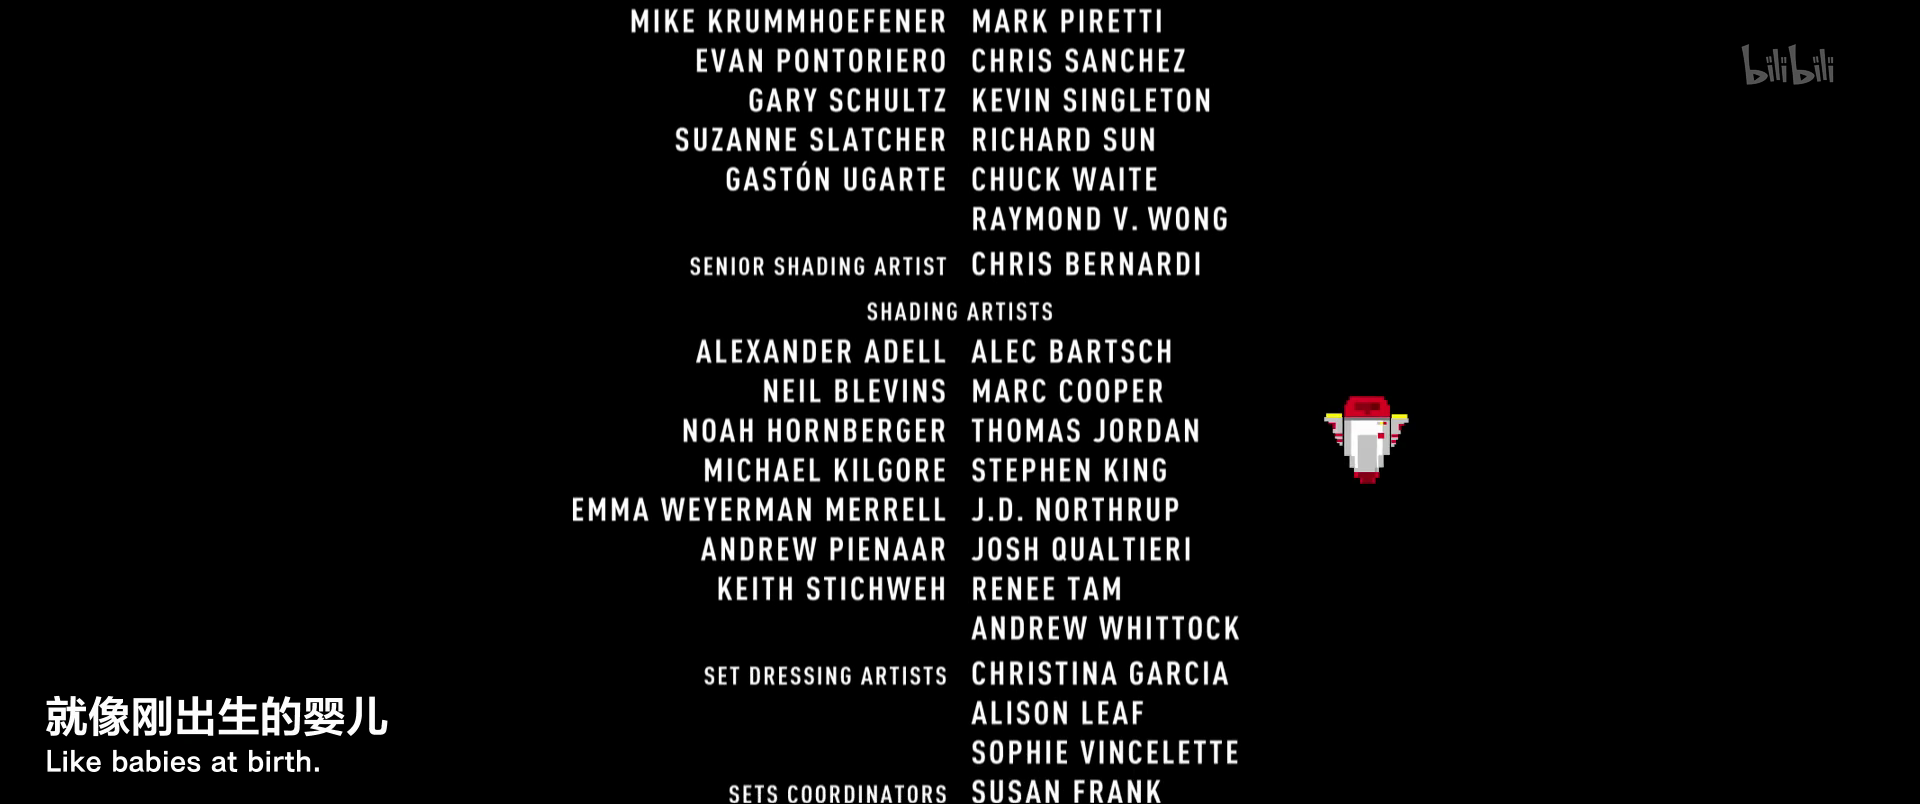 MIKE KRUMMHOEFENER MARK PIRETTI
bilibili
EVAN PONTORIERO CHRIS SANCHEZ
GARY SCHULTZ KEVIN SINGLETON
SUZANNE SLATCHER RICHARD SUN
GASTÓN UGARTE CHUCK WAITE
RAYMOND V. WONG
SENIOR SHADING ARTIST CHRIS BERNARDI
SHADING ARTISTS
ALEXANDER ADELL ALEC BARTSCH
NEIL BLEVINS MARC COOPER
NOAH HORNBERGER THOMAS JORDAN
MICHAEL KILGORE STEPHEN KING
EMMA WEYERMAN MERRELL J.D. NORTHRUP
ANDREW PIENAAR JOSH QUALTIERI
KEITH STICHWEH RENEE TAM
ANDREW WHITTOCK
SET DRESSING ARTISTS CHRISTINA GARCIA
ALISON LEAF
SOPHIE VINCELETTE
SETS COORDINATORS SUSAN FRANK
就像刚出生的婴儿
Like babies at birth.